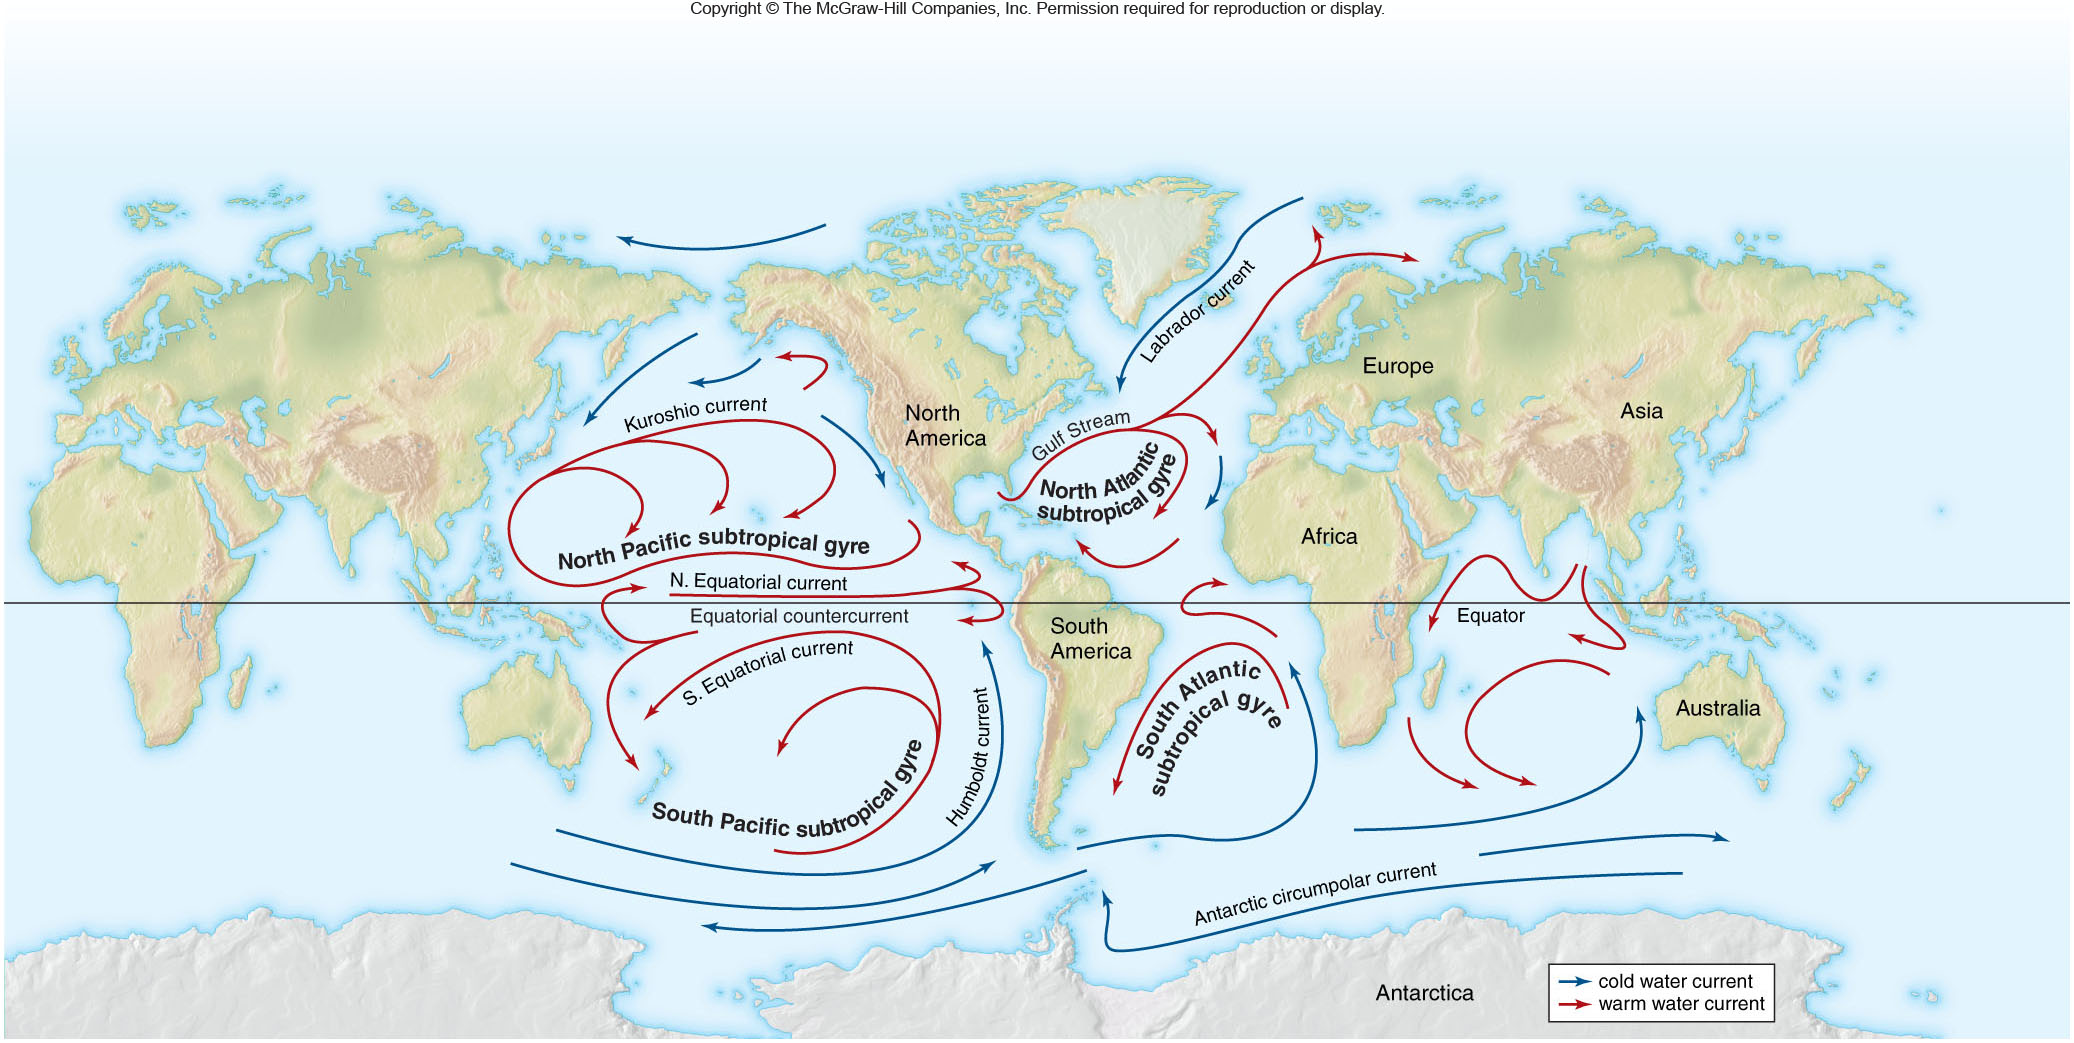 Copyright © The McGraw-Hill Companies, Inc. Permission required for reproduction or display.
Labrador current
Europe
Kuroshio current
North
America
Gulf Stream
Asia
North Atlantic
subtropical gyre
North Pacific subtropical gyre
Africa
N. Equatorial current
Equatorial countercurrent
Equator
South
America
S. Equatorial current
South Atlantic
subtropical gyre
Humboldt current
Australia
South Pacific subtropical gyre
Antarctic circumpolar current
Antarctica
cold water current
warm water current